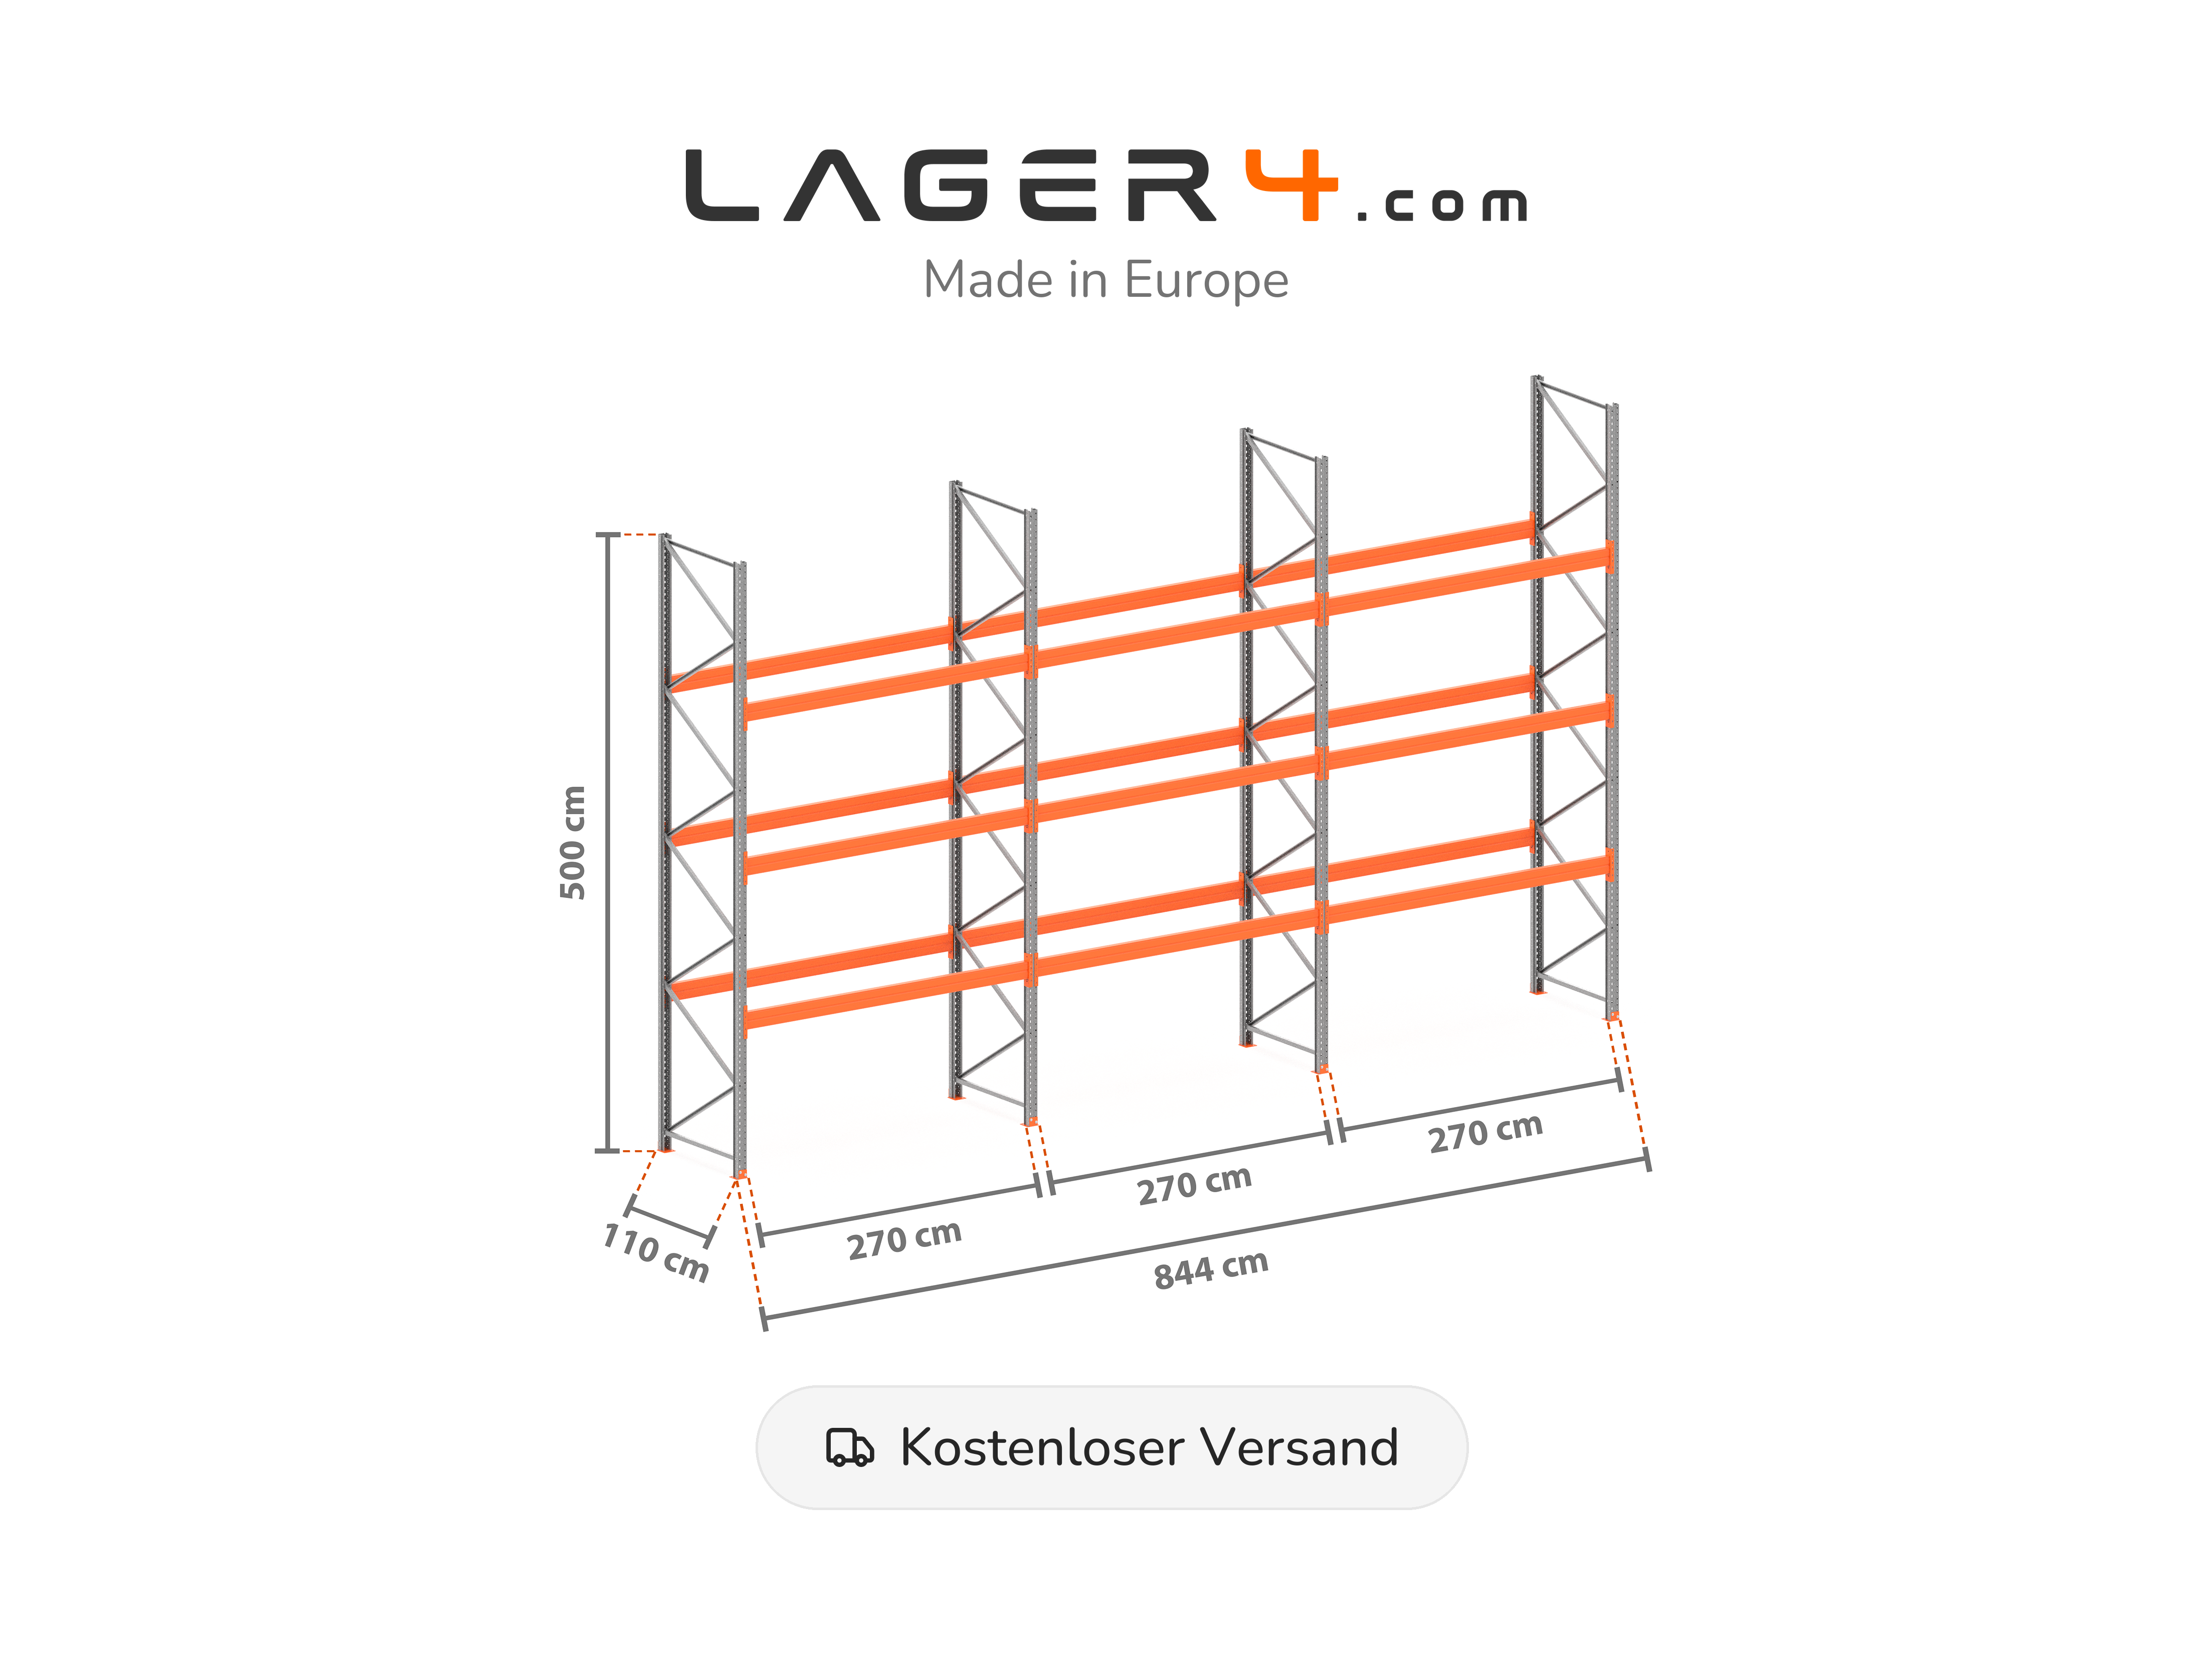 LAGER4.com
Made in Europe
500 cm
110 cm
270 cm
270 cm
270 cm
844 cm
Kostenloser Versand